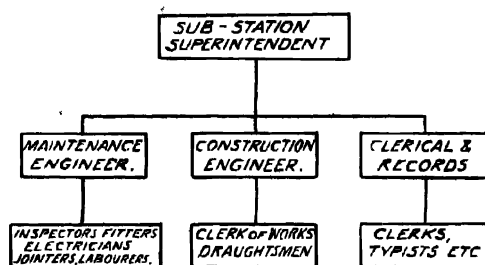 SUB-STATION
SUPERINTENDENT
MAINTENANCE
ENGINEER.
CONSTRUCTION
ENGINEER.
CLERICAL &
RECORDS
INSPECTORS FITTERS
ELECTRICIANS
JOINTERS, LABOURERS.
CLERK OF WORKS
DRAUGHTSMEN
CLERKS,
TYPISTS ETC